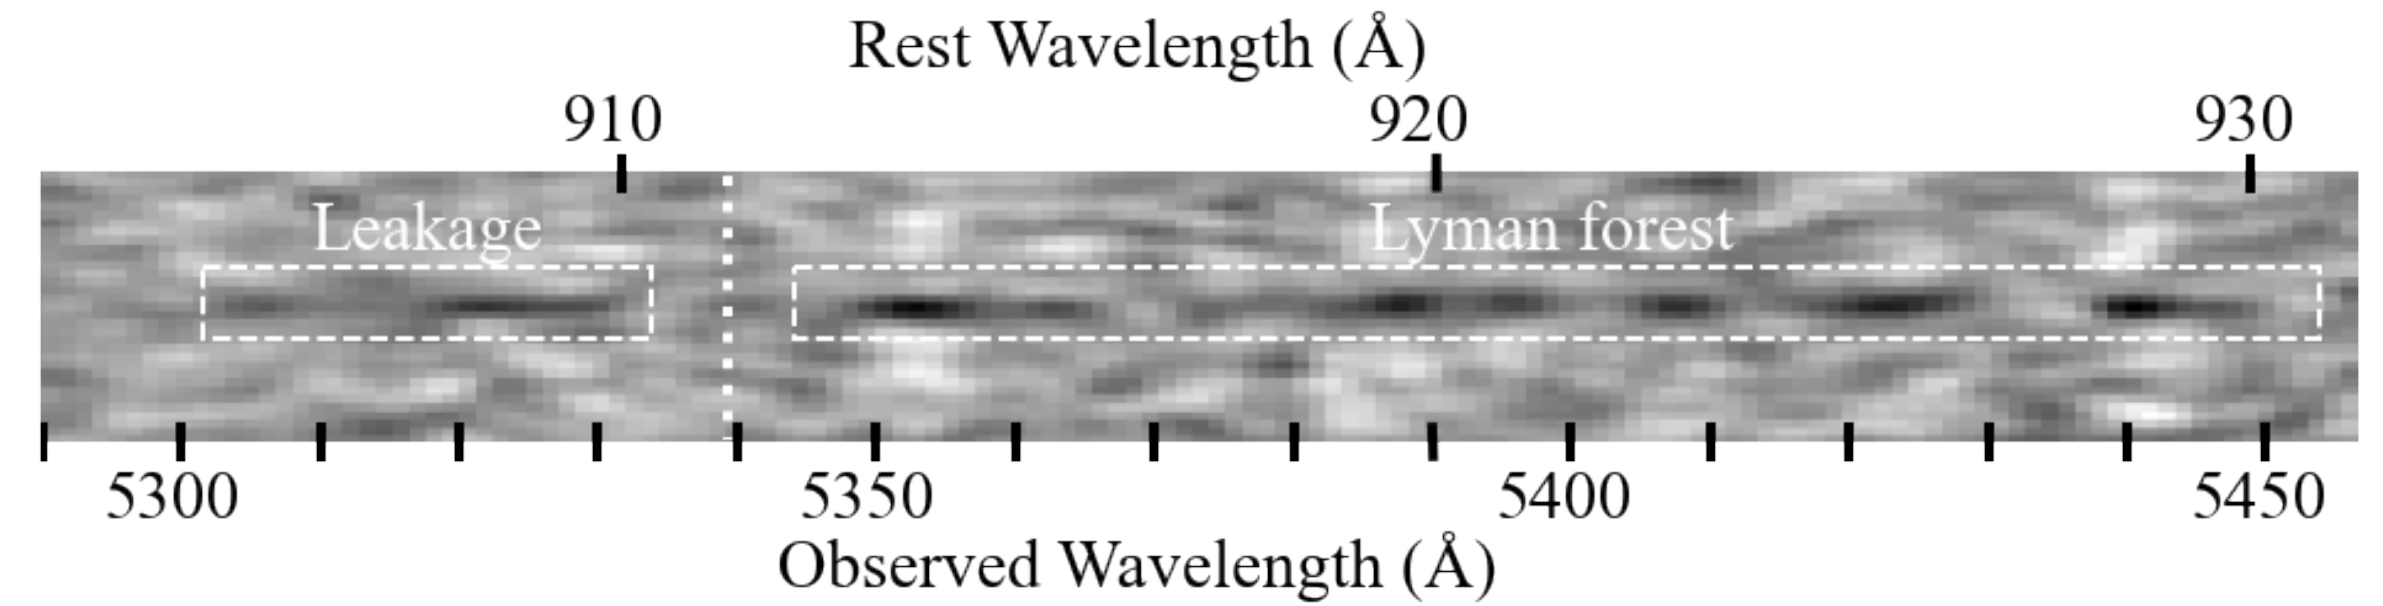 Rest Wavelength (Å)
910 920 930
Leakage Lyman forest
5300 5350 5400 5450
Observed Wavelength (Å)